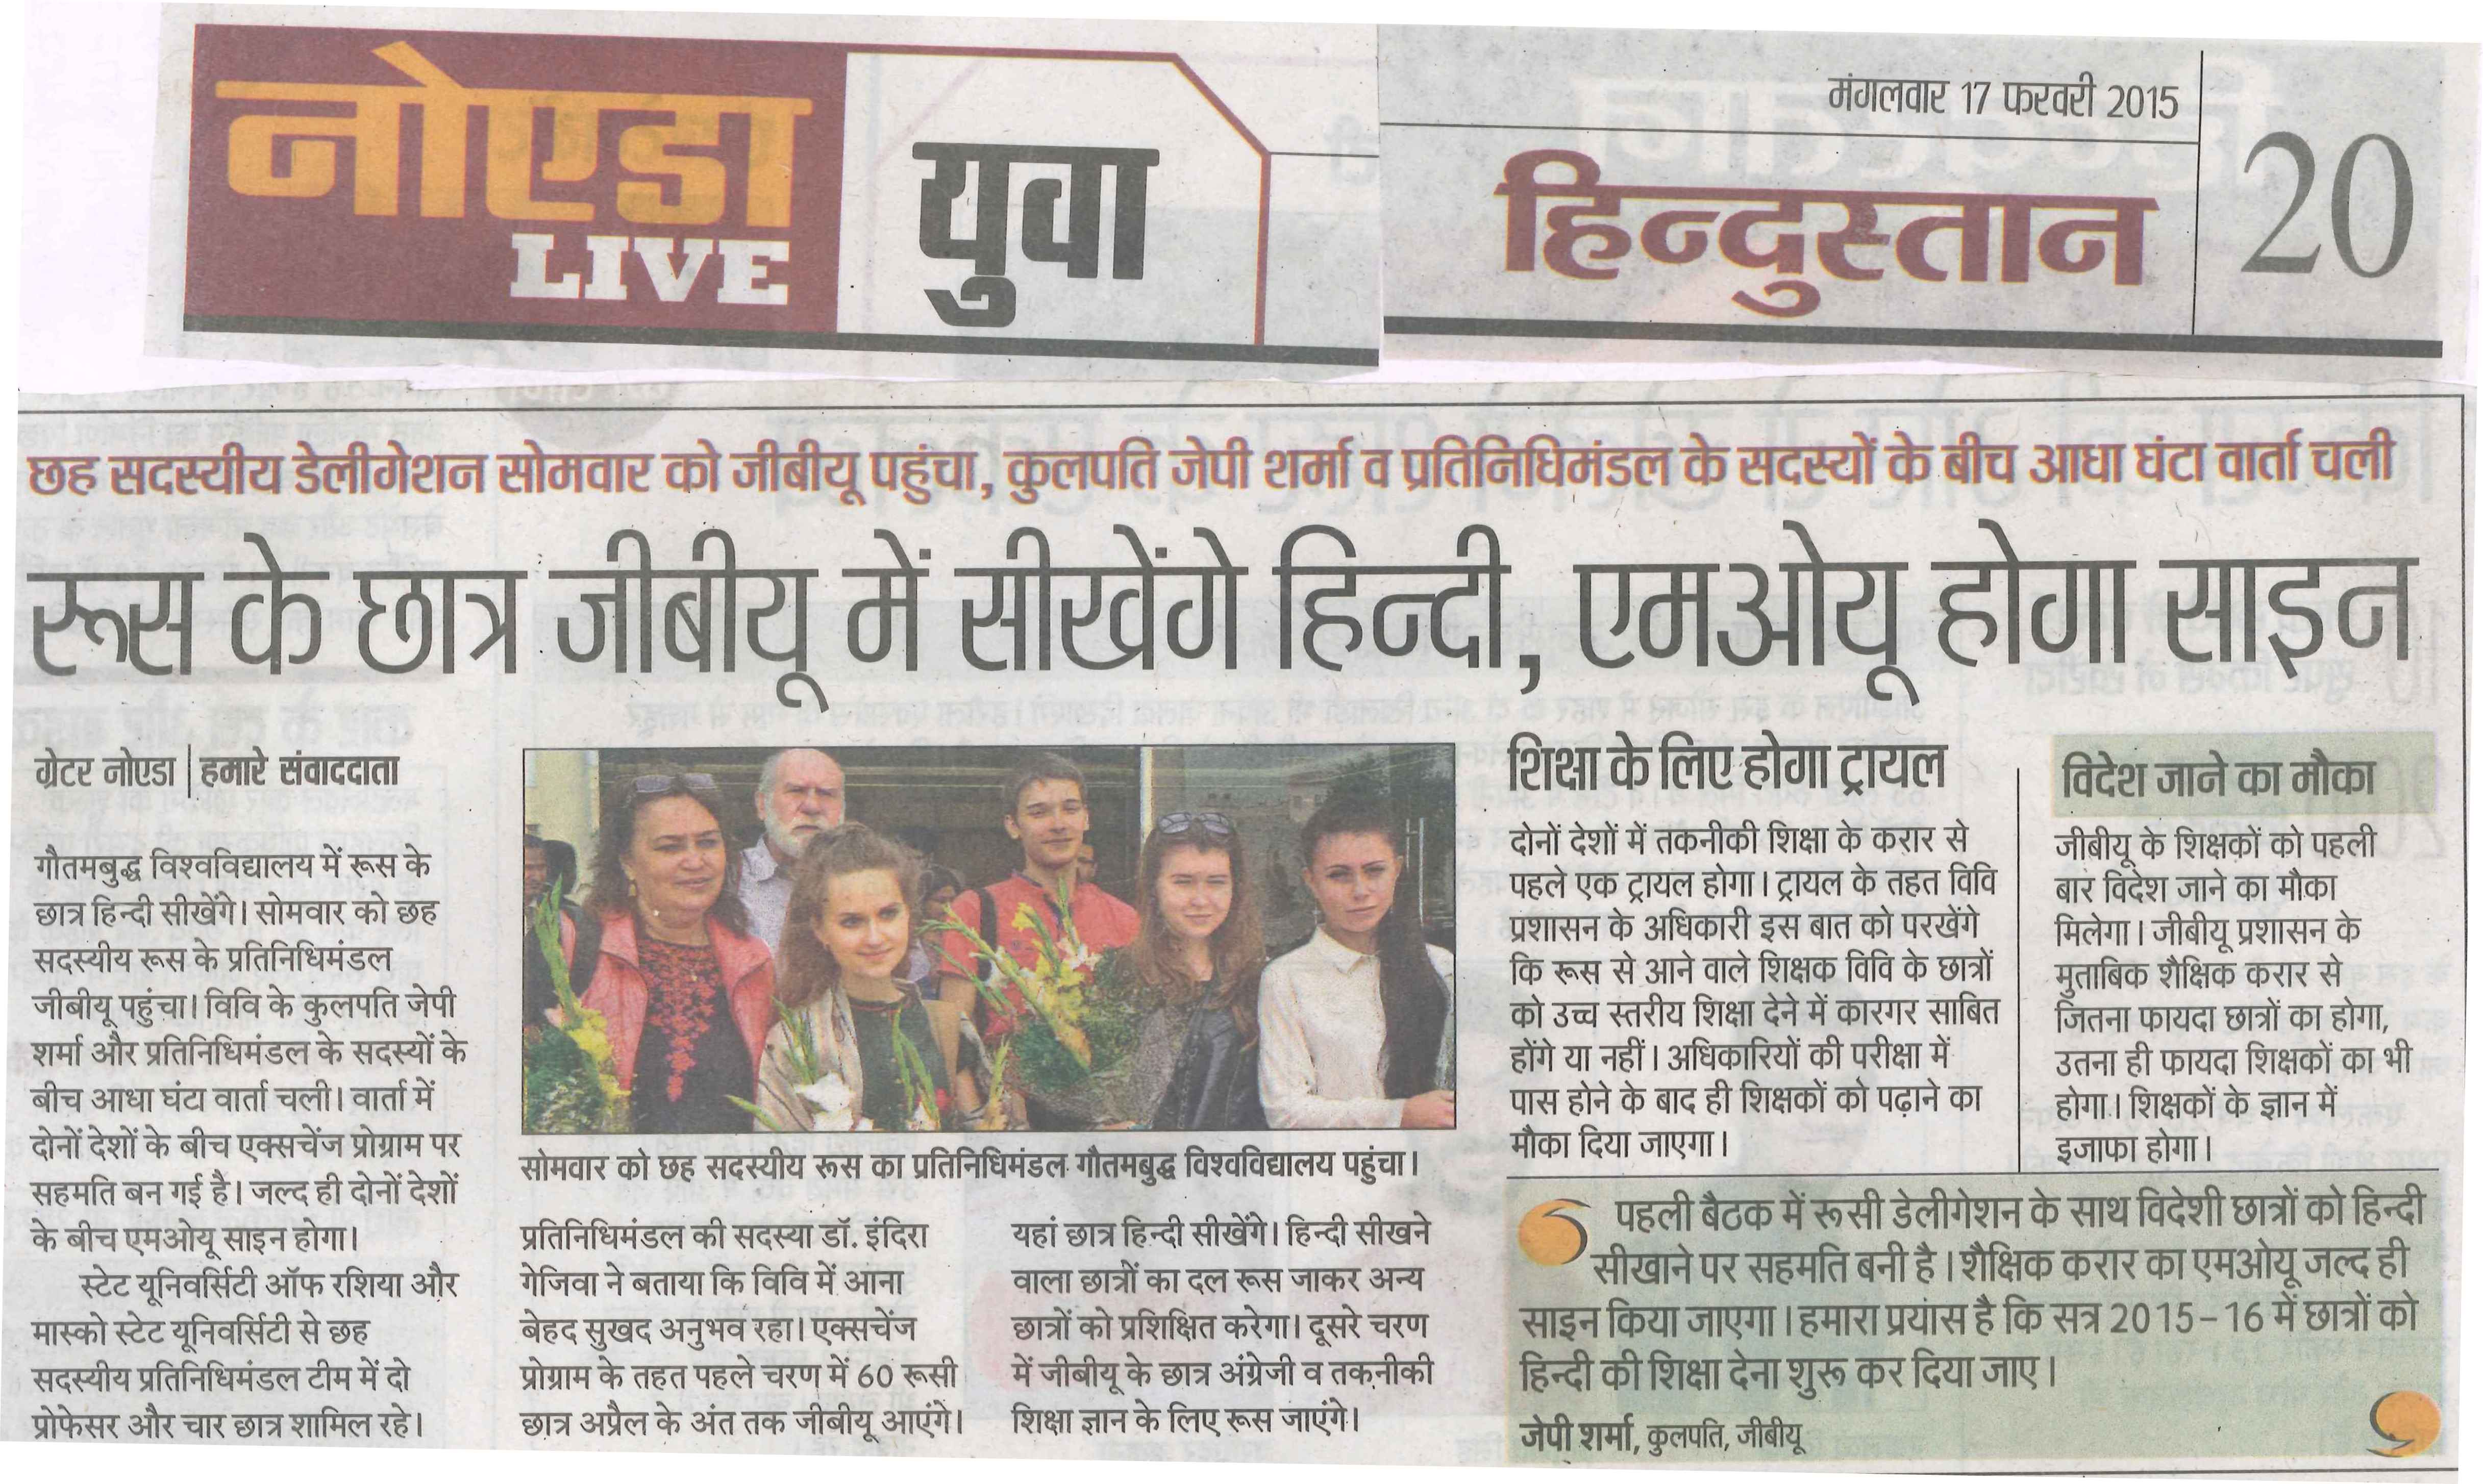 नोएडा
LIVE
युवा
मंगलवार 17 फरवरी 2015
हिन्दुस्तान
20
छह सदस्यीय डेलीगेशन सोमवार को जीबीयू पहुंचा, कुलपति जेपी शर्मा व प्रतिनिधिमंडल के सदस्यों के बीच आधा घंटा वार्ता चली
रूस के छात्र जीबीयू में सीखेंगे हिन्दी, एमओयू होगा साइन
ग्रेटर नोएडा | हमारे संवाददाता
गौतमबुद्ध विश्वविद्यालय में रूस के
छात्र हिन्दी सीखेंगे। सोमवार को छह
सदस्यीय रूस के प्रतिनिधिमंडल
जीबीयू पहुंचा। विवि के कुलपति जेपी
शर्मा और प्रतिनिधिमंडल के सदस्यों के
बीच आधा घंटा वार्ता चली। वार्ता में
दोनों देशों के बीच एक्सचेंज प्रोग्राम पर
सहमति बन गई है। जल्द ही दोनों देशों
के बीच एमओयू साइन होगा।
स्टेट यूनिवर्सिटी ऑफ रशिया और
मास्को स्टेट यूनिवर्सिटी से छह
सदस्यीय प्रतिनिधिमंडल टीम में दो
प्रोफेसर और चार छात्र शामिल रहे।
सोमवार को छह सदस्यीय रूस का प्रतिनिधिमंडल गौतमबुद्ध विश्वविद्यालय पहुंचा।
प्रतिनिधिमंडल की सदस्या डॉ. इंदिरा
गेजिवा ने बताया कि विवि में आना
बेहद सुखद अनुभव रहा। एक्सचेंज
प्रोग्राम के तहत पहले चरण में 60 रूसी
छात्र अप्रैल के अंत तक जीबीयू आएंगे।
यहां छात्र हिन्दी सीखेंगे। हिन्दी सीखने
वाला छात्रों का दल रूस जाकर अन्य
छात्रों को प्रशिक्षित करेगा। दूसरे चरण
में जीबीयू के छात्र अंग्रेजी व तकनीकी
शिक्षा ज्ञान के लिए रूस जाएंगे।
शिक्षा के लिए होगा ट्रायल
दोनों देशों में तकनीकी शिक्षा के करार से
पहले एक ट्रायल होगा। ट्रायल के तहत विवि
प्रशासन के अधिकारी इस बात को परखेंगे
कि रूस से आने वाले शिक्षक विवि के छात्रों
को उच्च स्तरीय शिक्षा देने में कारगर साबित
होंगे या नहीं। अधिकारियों की परीक्षा में
पास होने के बाद ही शिक्षकों को पढ़ाने का
मौका दिया जाएगा।
विदेश जाने का मौका
जीबीयू के शिक्षकों को पहली
बार विदेश जाने का मौका
मिलेगा। जीबीयू प्रशासन के
मुताबिक शैक्षिक करार से
जितना फायदा छात्रों का होगा,
उतना ही फायदा शिक्षकों का भी
होगा। शिक्षकों के ज्ञान में
इजाफा होगा।
पहली बैठक में रूसी डेलीगेशन के साथ विदेशी छात्रों को हिन्दी
सीखाने पर सहमति बनी है। शैक्षिक करार का एमओयू जल्द ही
साइन किया जाएगा। हमारा प्रयास है कि सत्र 2015-16 में छात्रों को
हिन्दी की शिक्षा देना शुरू कर दिया जाए।
जेपी शर्मा, कुलपति, जीबीयू